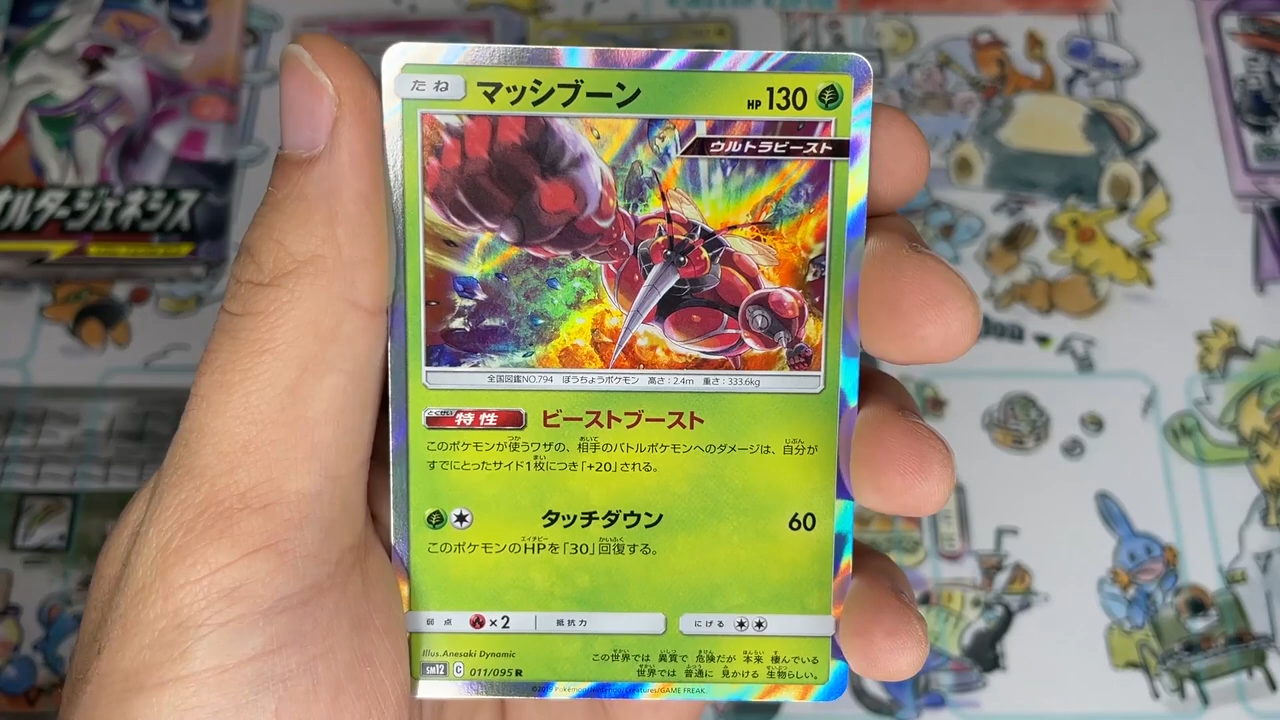 たね マッシブーン HP 130
ウルトラビースト
オルタージェネシス
全国図鑑NO.794 ぼうちょうポケモン 高さ:2.4m 重さ:333.6kg
とくせい 特性 ビーストブースト
このポケモンが使うワザの、相手のバトルポケモンへのダメージは、自分が
すでにとったサイド1枚につき「+20」される。
タッチダウン 60
このポケモンのHPを「30」回復する。
弱点 ×2 抵抗力 にげる
Illus.Anesaki Dynamic
この世界では 異質で 危険だが 本来 棲んでいる
世界では 普通に 見かける 生物らしい。
sm12 C 011/095 R
©2019 Pokémon/Nintendo/Creatures/GAME FREAK.